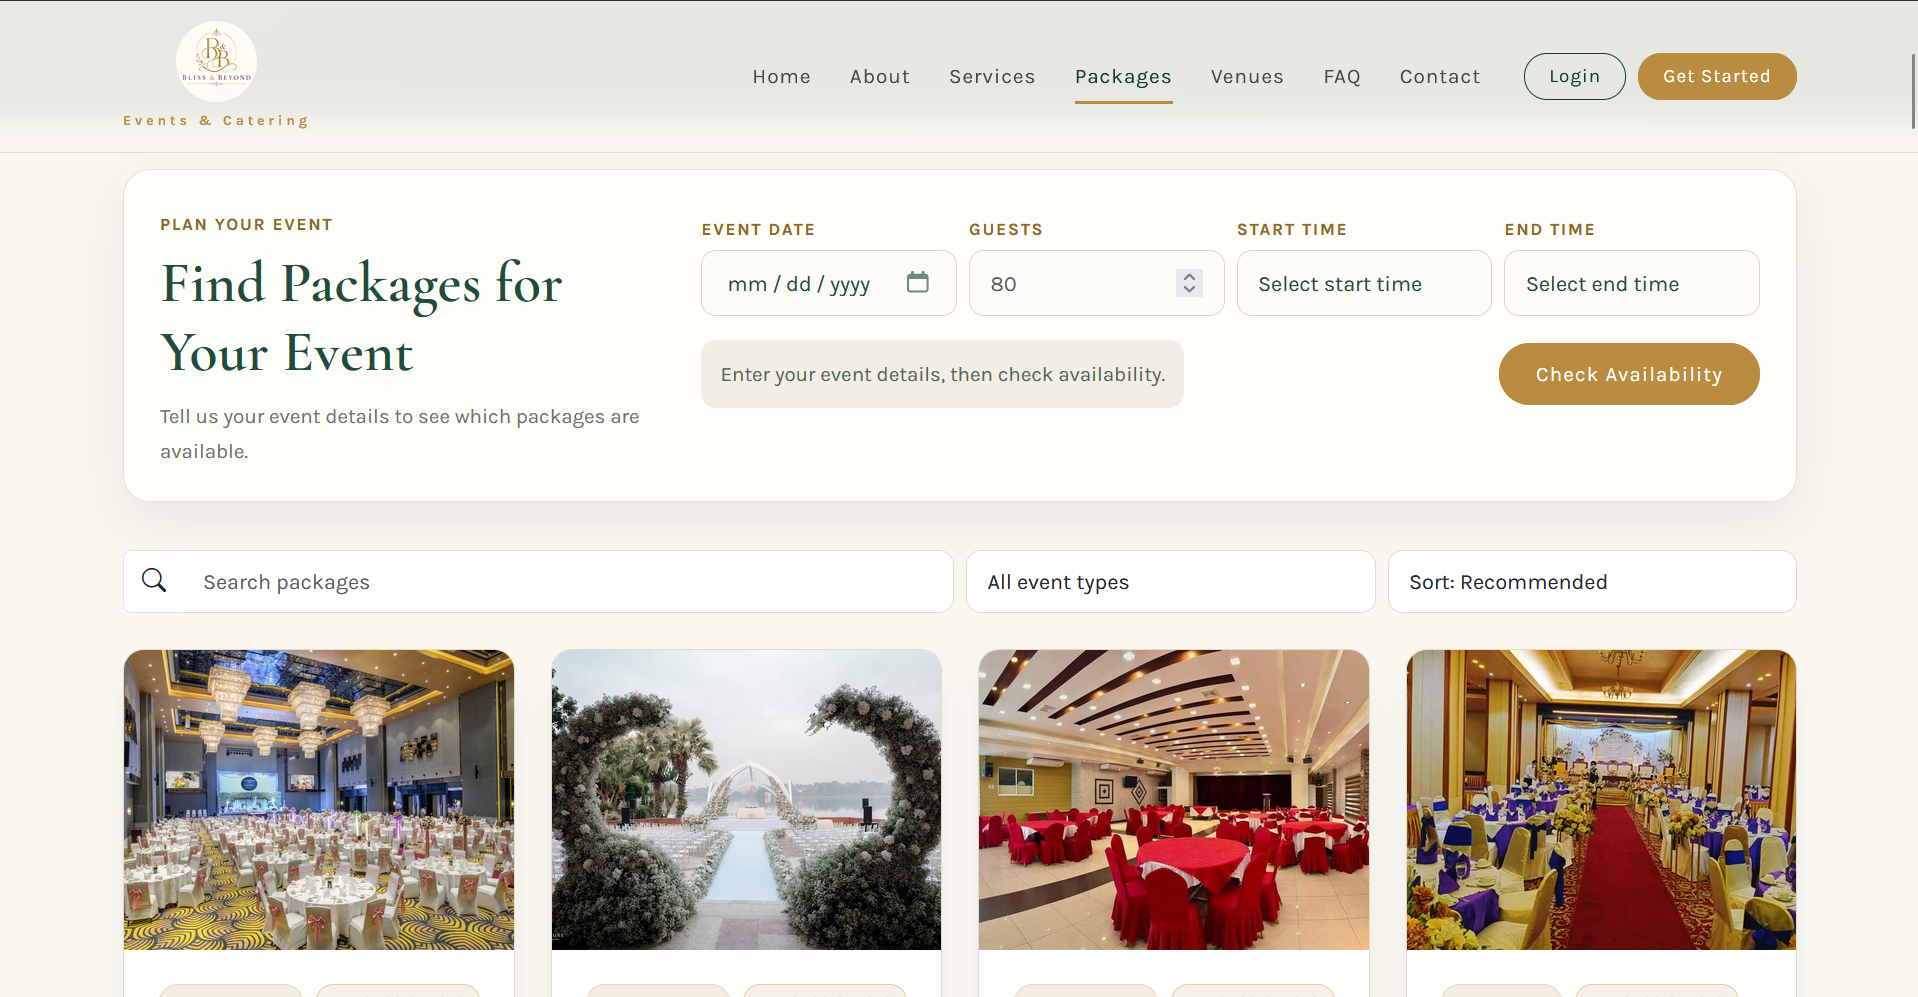 B&B
BLISS & BEYOND
Events & Catering
Home
About
Services
Packages
Venues
FAQ
Contact
Login
Get Started
PLAN YOUR EVENT
Find Packages for
Your Event
Tell us your event details to see which packages are
available.
EVENT DATE
GUESTS
START TIME
END TIME
mm / dd / yyyy
80
Select start time
Select end time
Enter your event details, then check availability.
Check Availability
Search packages
All event types
Sort: Recommended